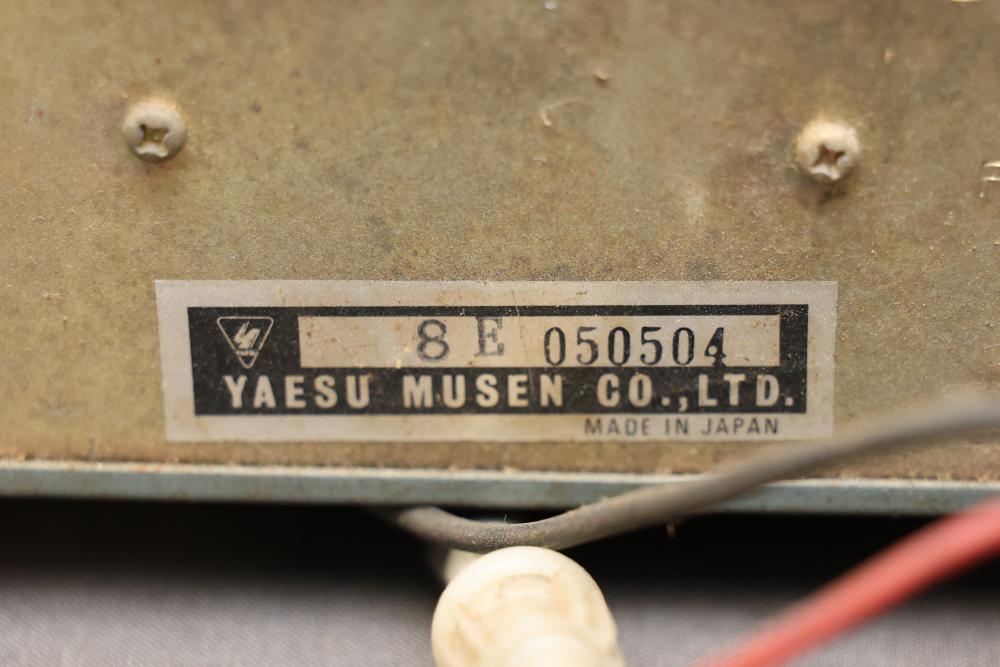 8 E 050504
YAESU MUSEN CO.,LTD.
MADE IN JAPAN